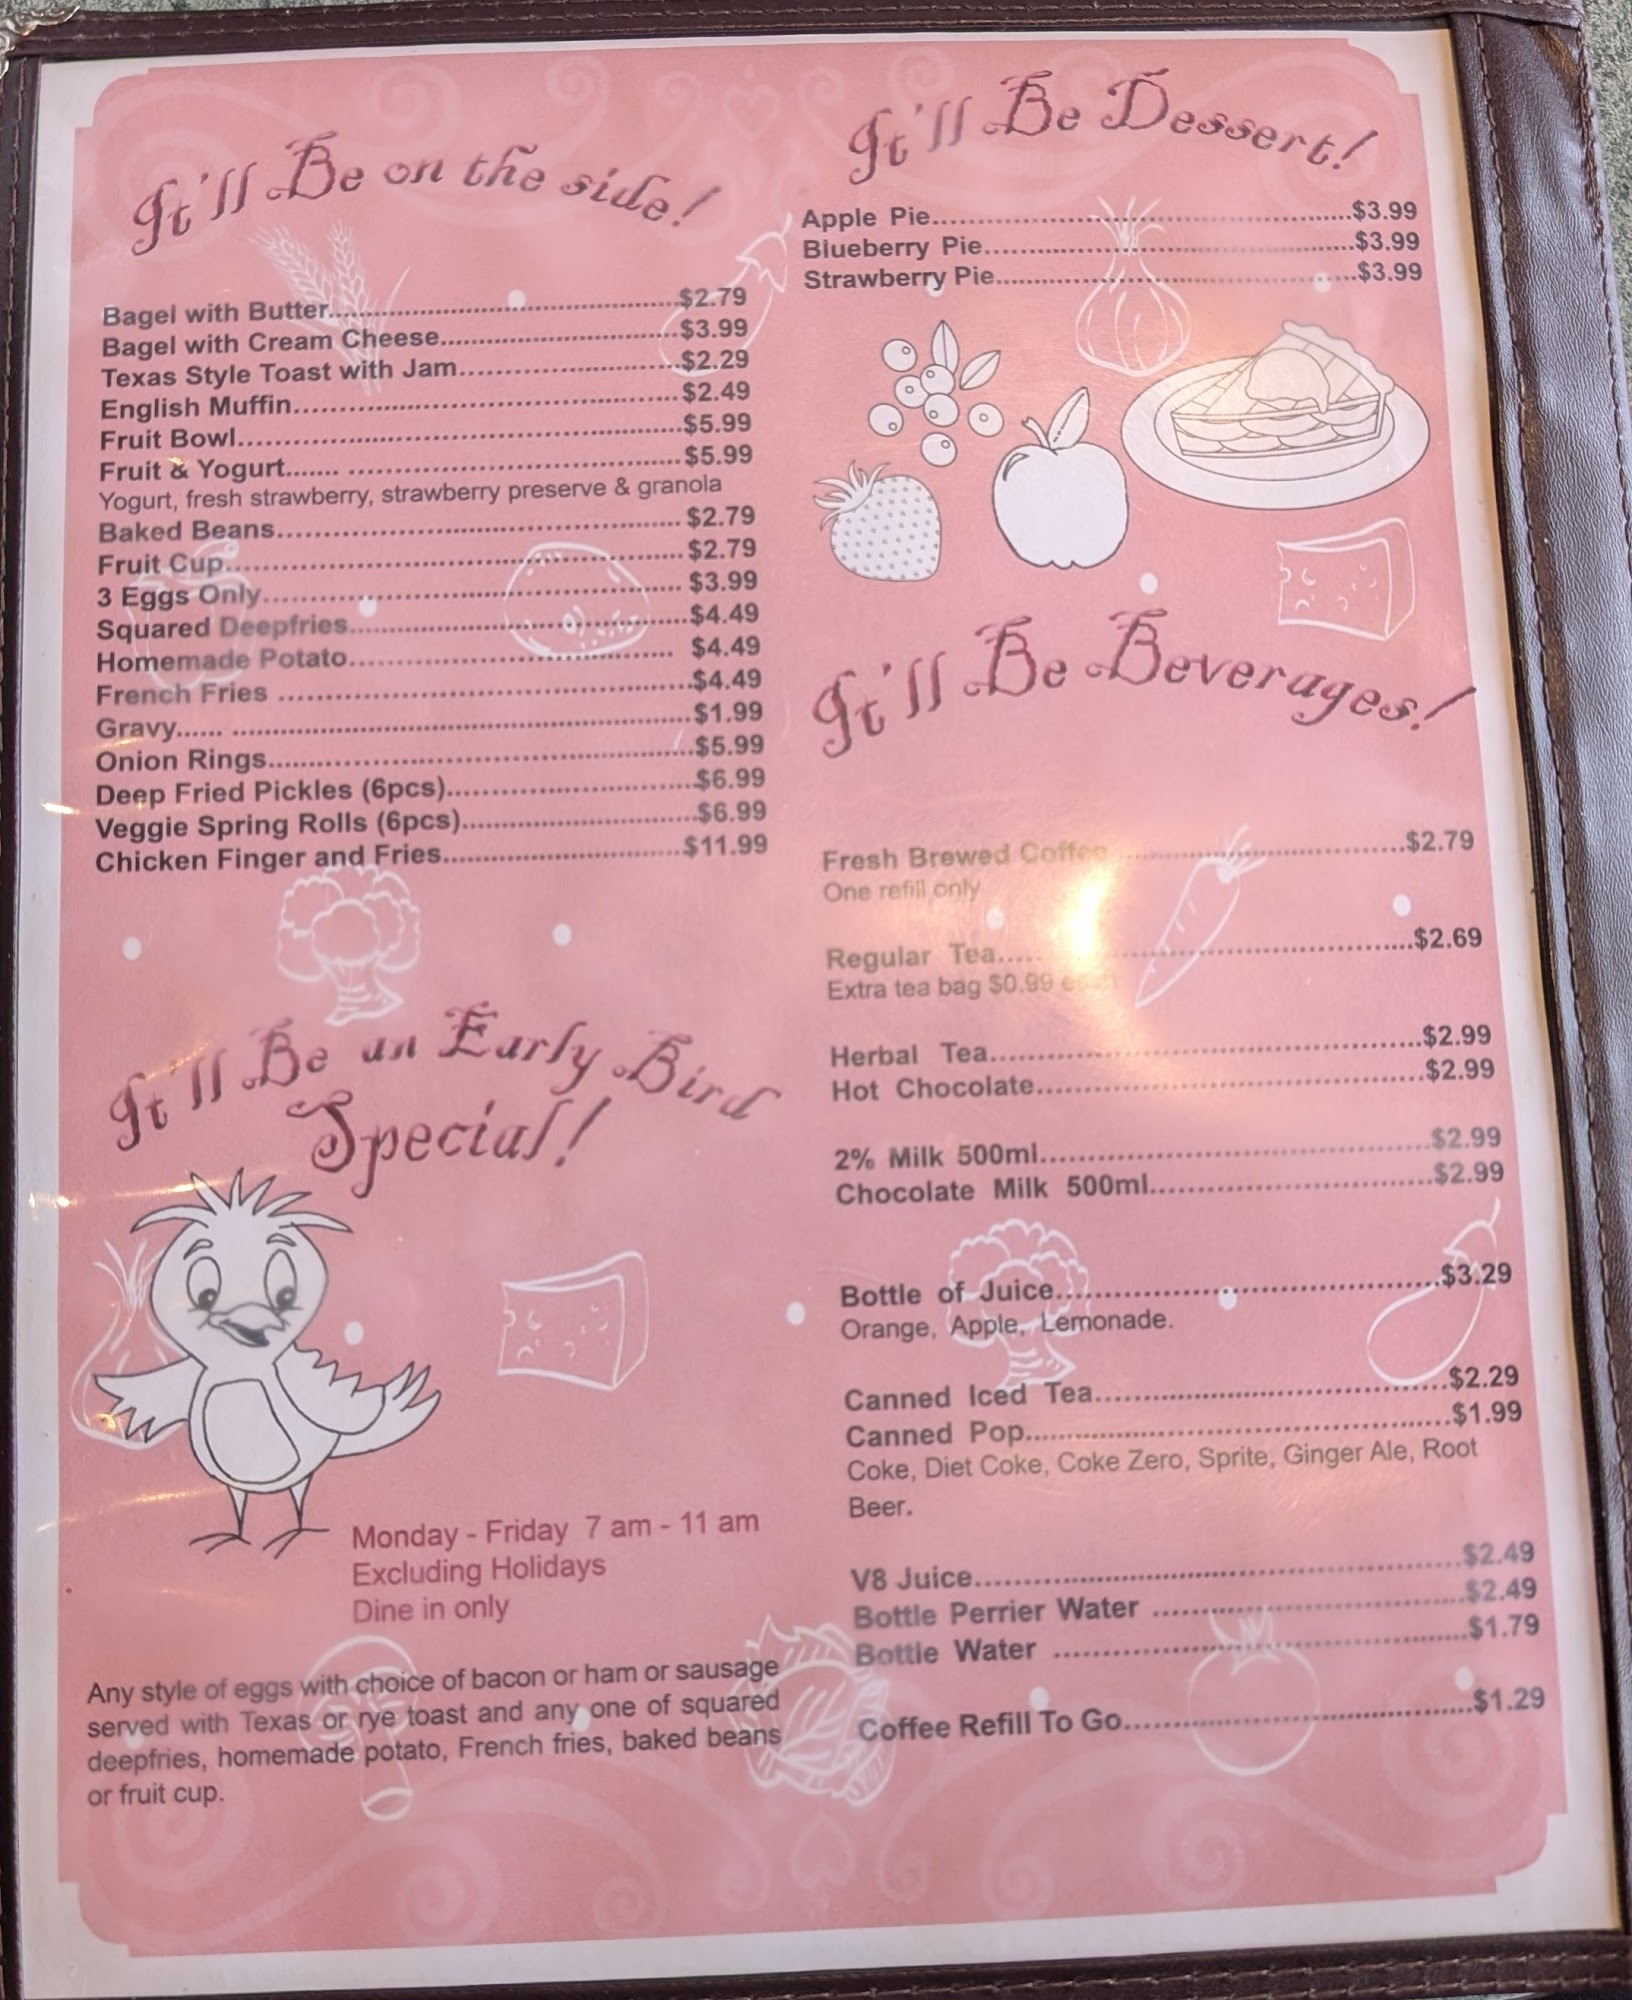 It'll Be on the side!
Bagel with Butter..........$2.79
Bagel with Cream Cheese..........$3.99
Texas Style Toast with Jam..........$2.29
English Muffin..........$2.49
Fruit Bowl..........$5.99
Fruit & Yogurt....... ..........$5.99
Yogurt, fresh strawberry, strawberry preserve & granola
Baked Beans..........$2.79
Fruit Cup..........$2.79
3 Eggs Only..........$3.99
Squared Deepfries..........$4.49
Homemade Potato.......... $4.49
French Fries ..........$4.49
Gravy...... ..........$1.99
Onion Rings..........$5.99
Deep Fried Pickles (6pcs)..........$6.99
Veggie Spring Rolls (6pcs)..........$6.99
Chicken Finger and Fries..........$11.99
It'll Be an Early Bird
Special!
Monday - Friday 7 am - 11 am
Excluding Holidays
Dine in only
Any style of eggs with choice of bacon or ham or sausage
served with Texas or rye toast and any one of squared
deepfries, homemade potato, French fries, baked beans
or fruit cup.
It'll Be Dessert!
Apple Pie..........$3.99
Blueberry Pie..........$3.99
Strawberry Pie..........$3.99
It'll Be Beverages!
Fresh Brewed Coffee..........$2.79
One refill only
Regular Tea..........$2.69
Extra tea bag $0.99
Herbal Tea..........$2.99
Hot Chocolate..........$2.99
2% Milk 500ml..........$2.99
Chocolate Milk 500ml..........$2.99
Bottle of Juice..........$3.29
Orange, Apple, Lemonade.
Canned Iced Tea..........$2.29
Canned Pop..........$1.99
Coke, Diet Coke, Coke Zero, Sprite, Ginger Ale, Root
Beer.
V8 Juice..........$2.49
Bottle Perrier Water ..........$2.49
Bottle Water ..........$1.79
Coffee Refill To Go..........$1.29